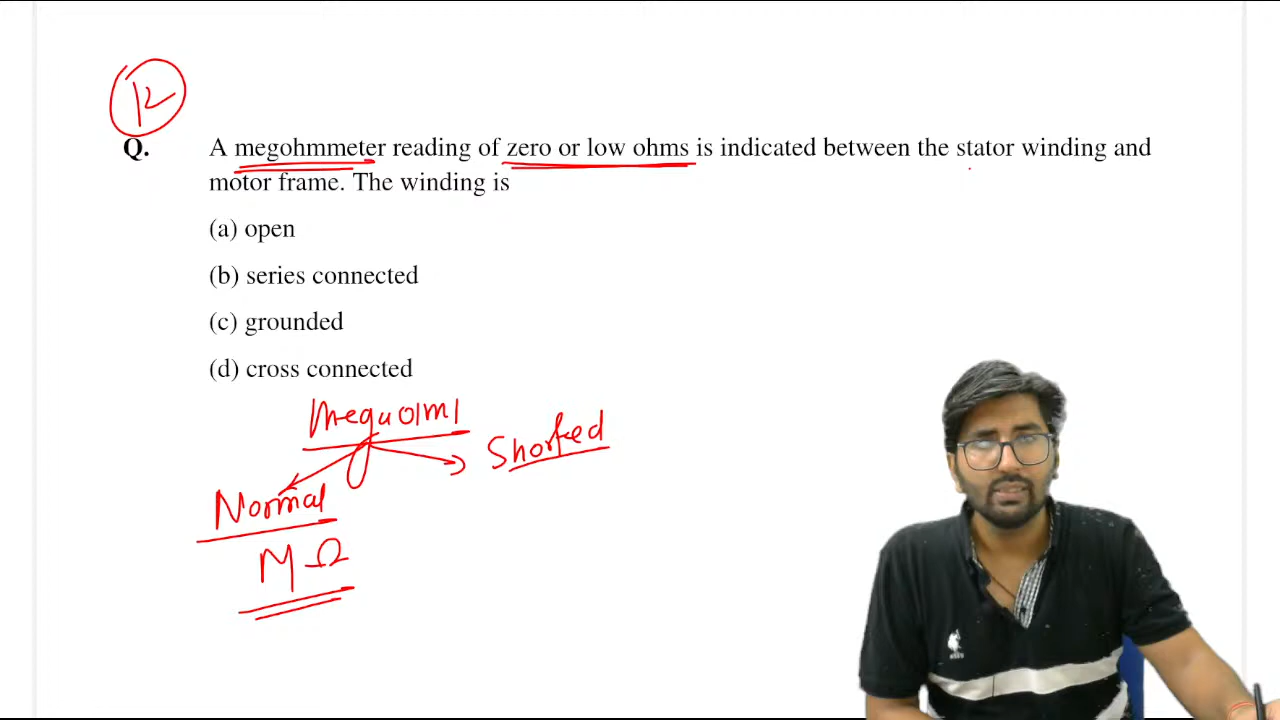 12
Q. A megohmmeter reading of zero or low ohms is indicated between the stator winding and
motor frame. The winding is
(a) open
(b) series connected
(c) grounded
(d) cross connected
Shorted
Normal
MΩ